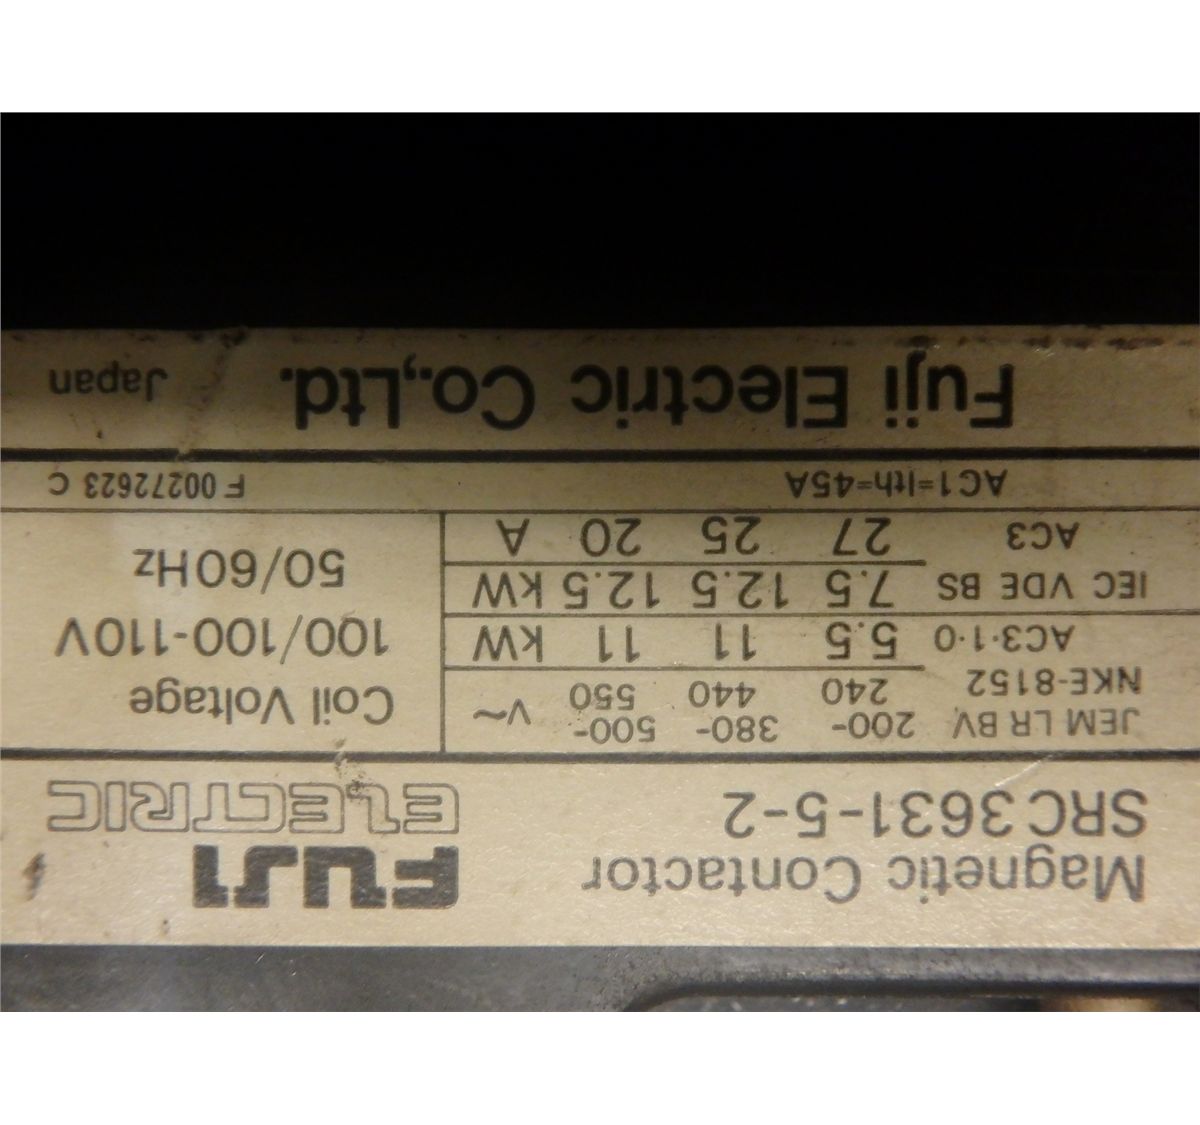 Magnetic Contactor
SRC 3631-5-2
FUJI
ELECTRIC
JEM LR BV 200- 380- 500- V~
NKE-8152 240 440 550
AC3·1·0 5.5 11 11 kW
IEC VDE BS 7.5 12.5 12.5 kW
AC3 27 25 20 A
Coil Voltage
100/100-110V
50/60Hz
AC1=Ith=45A
F 00272623 C
Fuji Electric Co.,Ltd. Japan